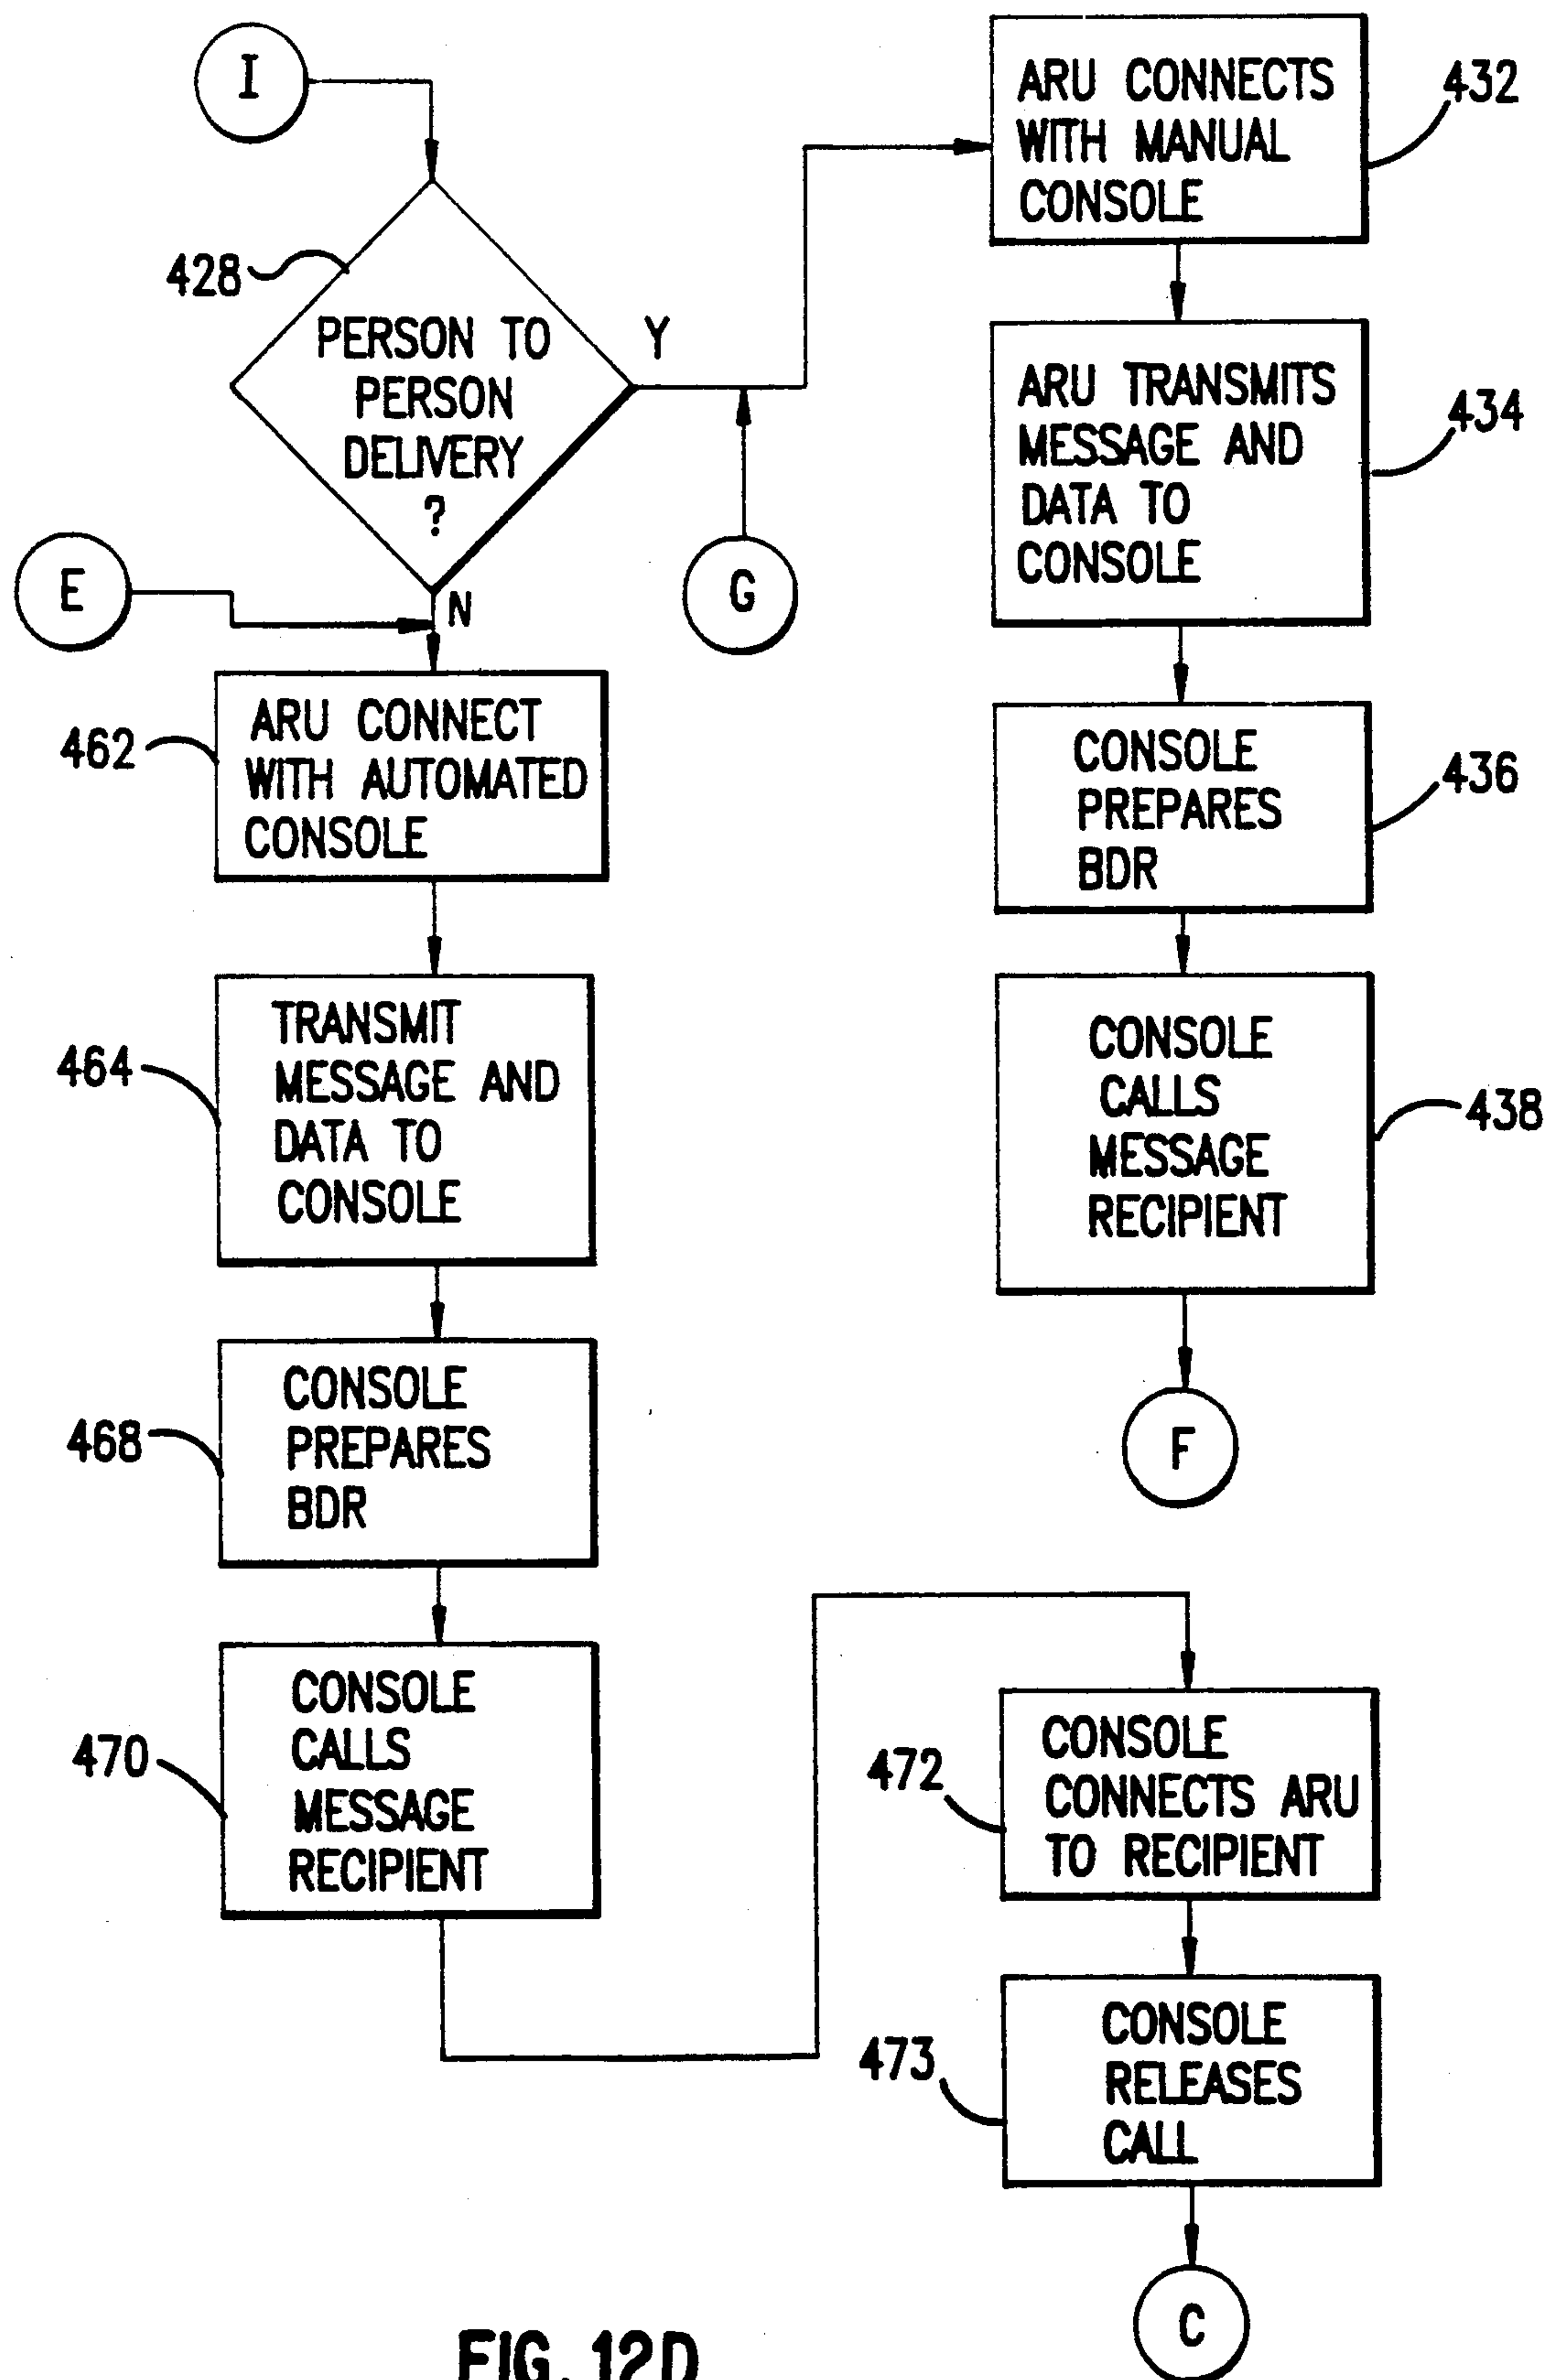 I
428
PERSON TO
PERSON
DELIVERY
?
Y
N
E
G
462
ARU CONNECT
WITH AUTOMATED
CONSOLE
464
TRANSMIT
MESSAGE AND
DATA TO
CONSOLE
468
CONSOLE
PREPARES
BDR
470
CONSOLE
CALLS
MESSAGE
RECIPIENT
ARU CONNECTS
WITH MANUAL
CONSOLE
432
ARU TRANSMITS
MESSAGE AND
DATA TO
CONSOLE
434
CONSOLE
PREPARES
BDR
436
CONSOLE
CALLS
MESSAGE
RECIPIENT
438
F
472
CONSOLE
CONNECTS ARU
TO RECIPIENT
473
CONSOLE
RELEASES
CALL
C
FIG. 12D